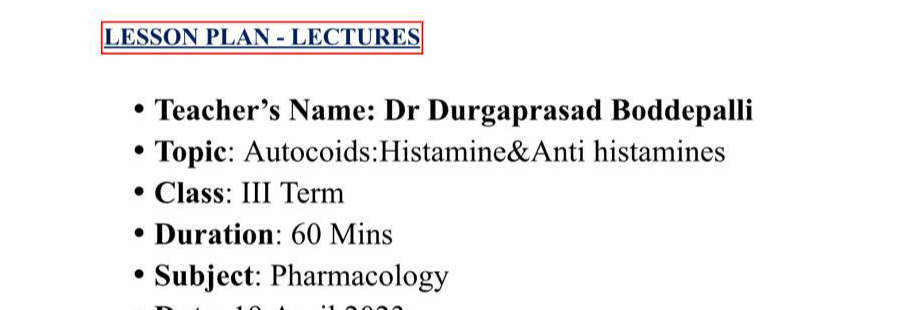 LESSON PLAN - LECTURES
• Teacher’s Name: Dr Durgaprasad Boddepalli
• Topic: Autocoids:Histamine&Anti histamines
• Class: III Term
• Duration: 60 Mins
• Subject: Pharmacology